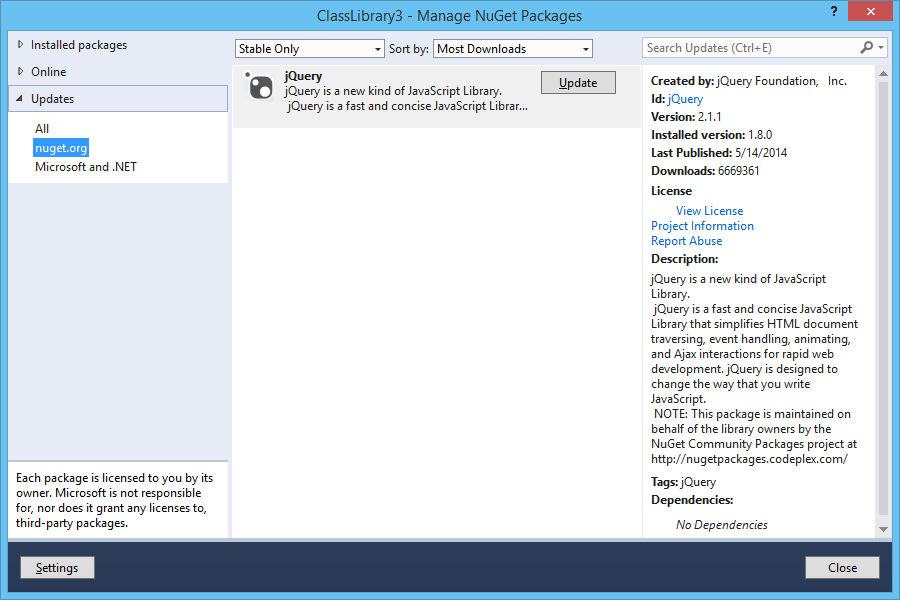 ClassLibrary3 - Manage NuGet Packages
?
Installed packages
Online
Updates
All
nuget.org
Microsoft and .NET
Each package is licensed to you by its
owner. Microsoft is not responsible
for, nor does it grant any licenses to,
third-party packages.
Stable Only
Sort by:
Most Downloads
jQuery
jQuery is a new kind of JavaScript Library.
jQuery is a fast and concise JavaScript Librar...
Update
Search Updates (Ctrl+E)
Created by: jQuery Foundation, Inc.
Id: jQuery
Version: 2.1.1
Installed version: 1.8.0
Last Published: 5/14/2014
Downloads: 6669361
License
View License
Project Information
Report Abuse
Description:
jQuery is a new kind of JavaScript
Library.
jQuery is a fast and concise JavaScript
Library that simplifies HTML document
traversing, event handling, animating,
and Ajax interactions for rapid web
development. jQuery is designed to
change the way that you write
JavaScript.
NOTE: This package is maintained on
behalf of the library owners by the
NuGet Community Packages project at
http://nugetpackages.codeplex.com/
Tags: jQuery
Dependencies:
No Dependencies
Settings
Close